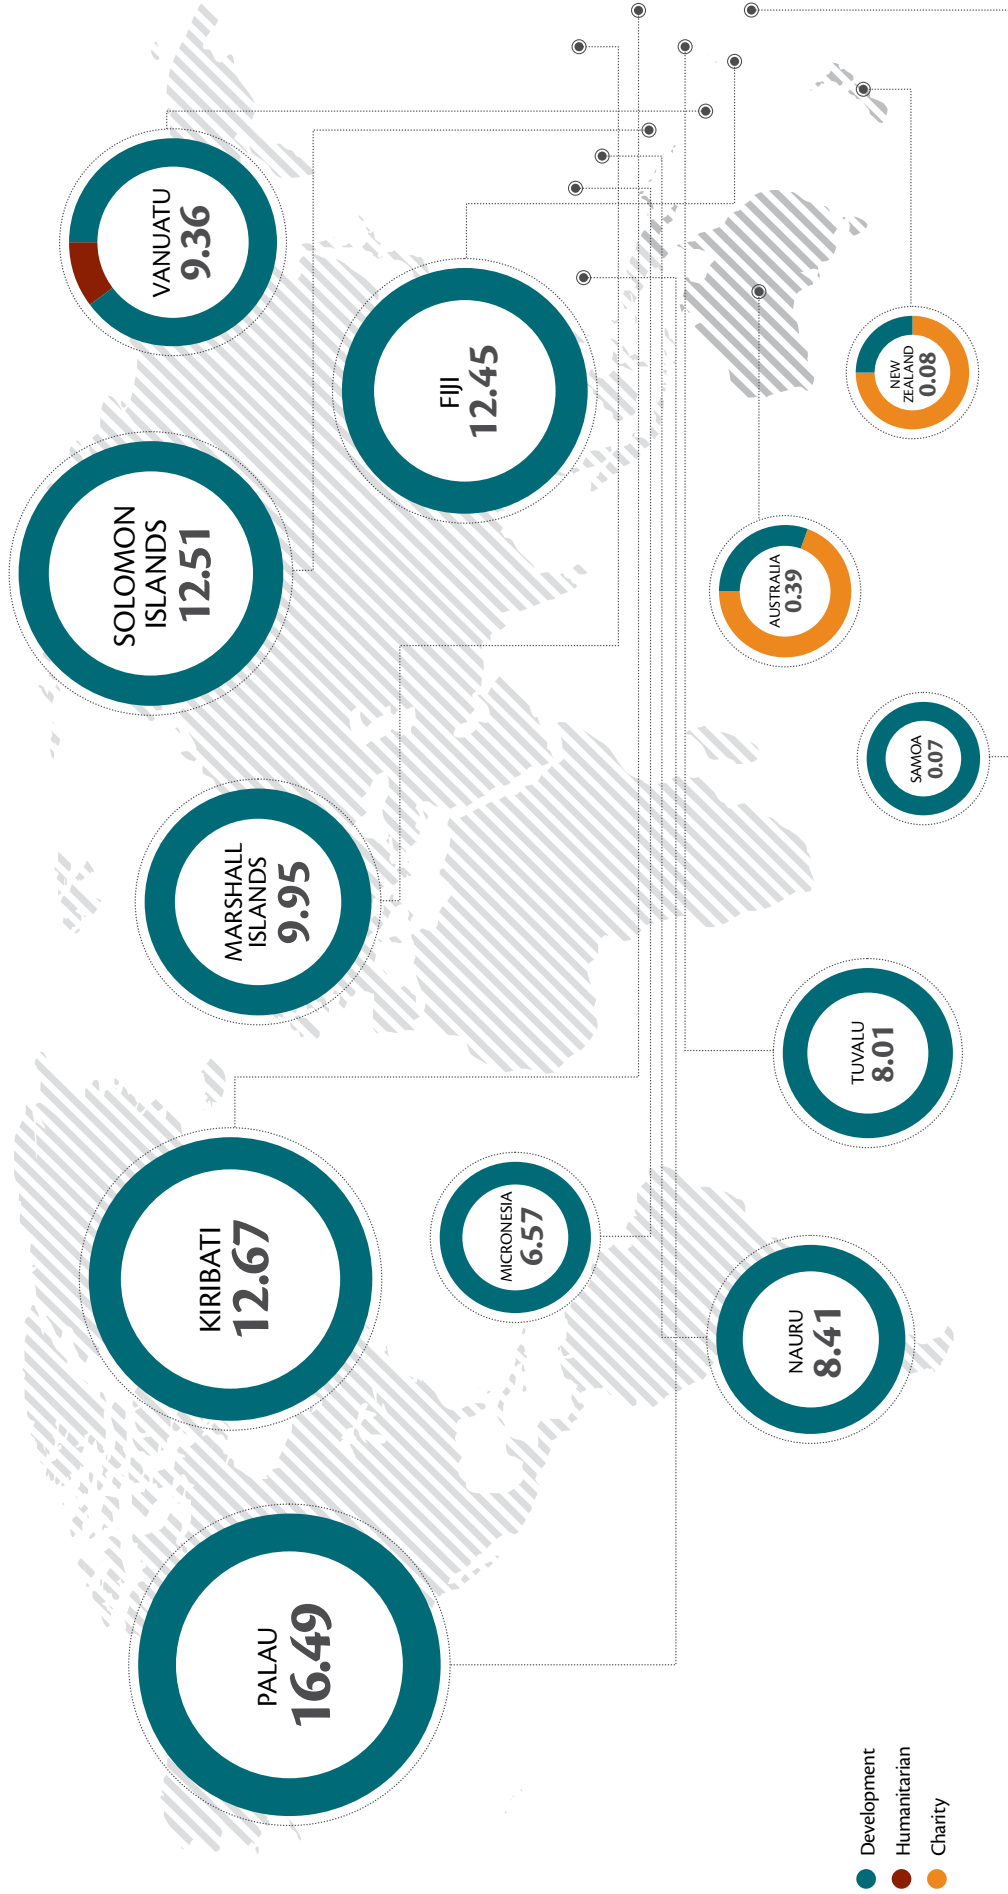 PALAU
16.49
KIRIBATI
12.67
MARSHALL
ISLANDS
9.95
SOLOMON
ISLANDS
12.51
VANUATU
9.36
MICRONESIA
6.57
FIJI
12.45
NAURU
8.41
TUVALU
8.01
SAMOA
0.07
AUSTRALIA
0.39
NEW
ZEALAND
0.08
Development
Humanitarian
Charity